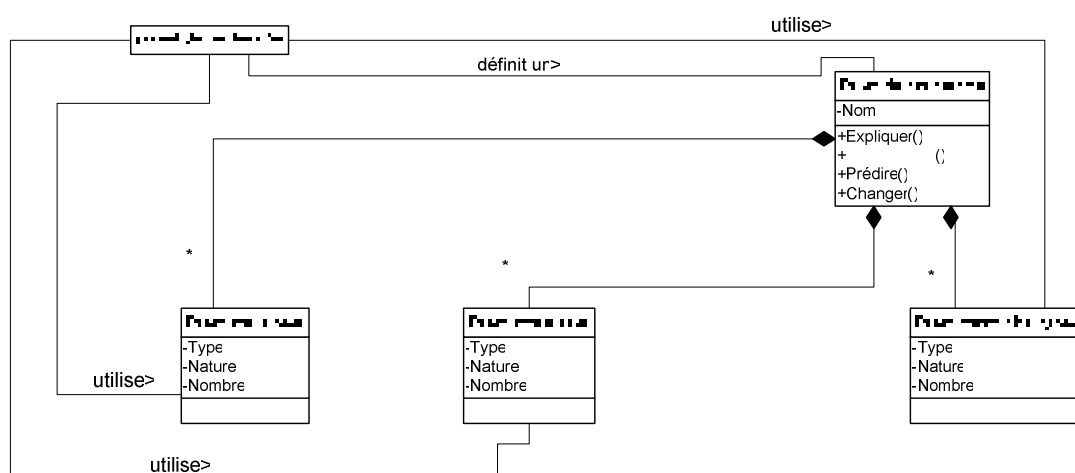 utilise>
définit ur>
-Nom
+Expliquer()
+ ()
+Prédire()
+Changer()
*
*
*
-Type
-Nature
-Nombre
-Type
-Nature
-Nombre
-Type
-Nature
-Nombre
utilise>
utilise>